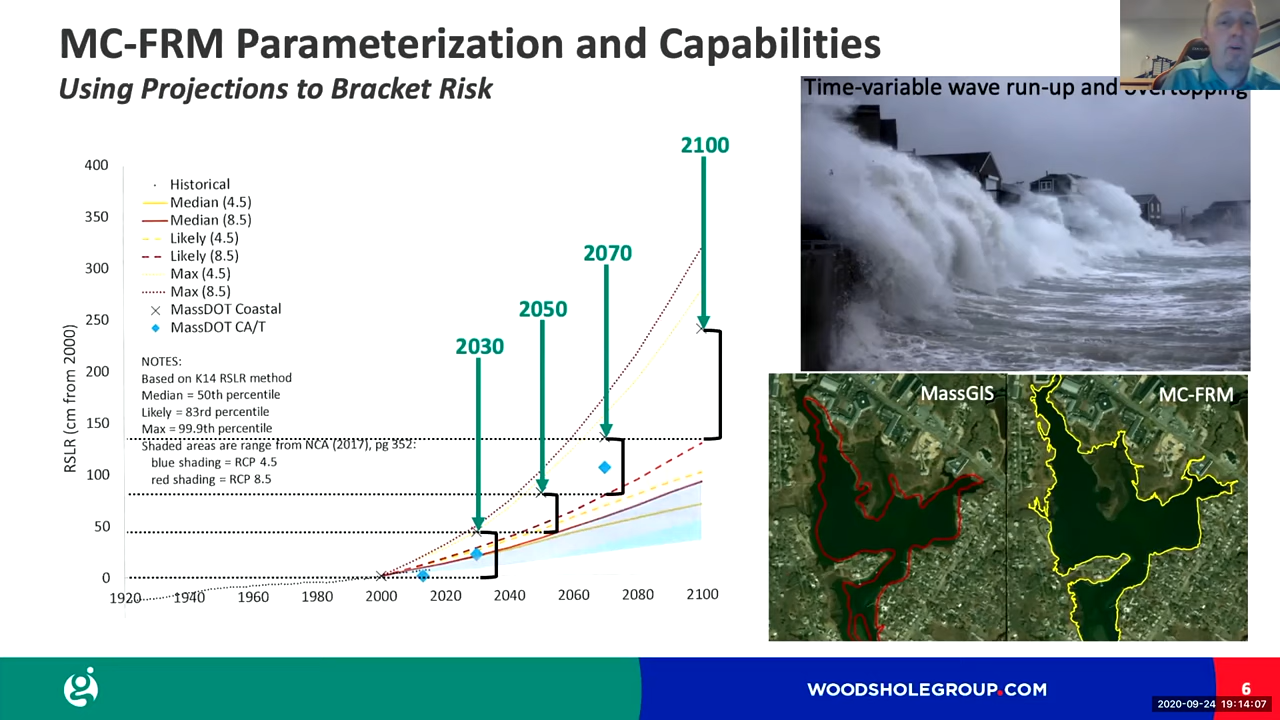 MC-FRM Parameterization and Capabilities
Using Projections to Bracket Risk
Time-variable wave run-up and overtopping
2100
400
Historical
Median (4.5)
Median (8.5)
Likely (4.5)
Likely (8.5)
Max (4.5)
Max (8.5)
MassDOT Coastal
MassDOT CA/T
350
300
250
200
150
100
50
0
RSLR (cm from 2000)
2070
2050
2030
NOTES:
Based on K14 RSLR method
Median = 50th percentile
Likely = 83rd percentile
Max = 99.9th percentile
Shaded areas are range from NCA (2017), pg 352:
blue shading = RCP 4.5
red shading = RCP 8.5
1920 1940 1960 1980 2000 2020 2040 2060 2080 2100
MassGIS
MC-FRM
WOODSHOLEGROUP.COM
6
2020-09-24 19:14:07